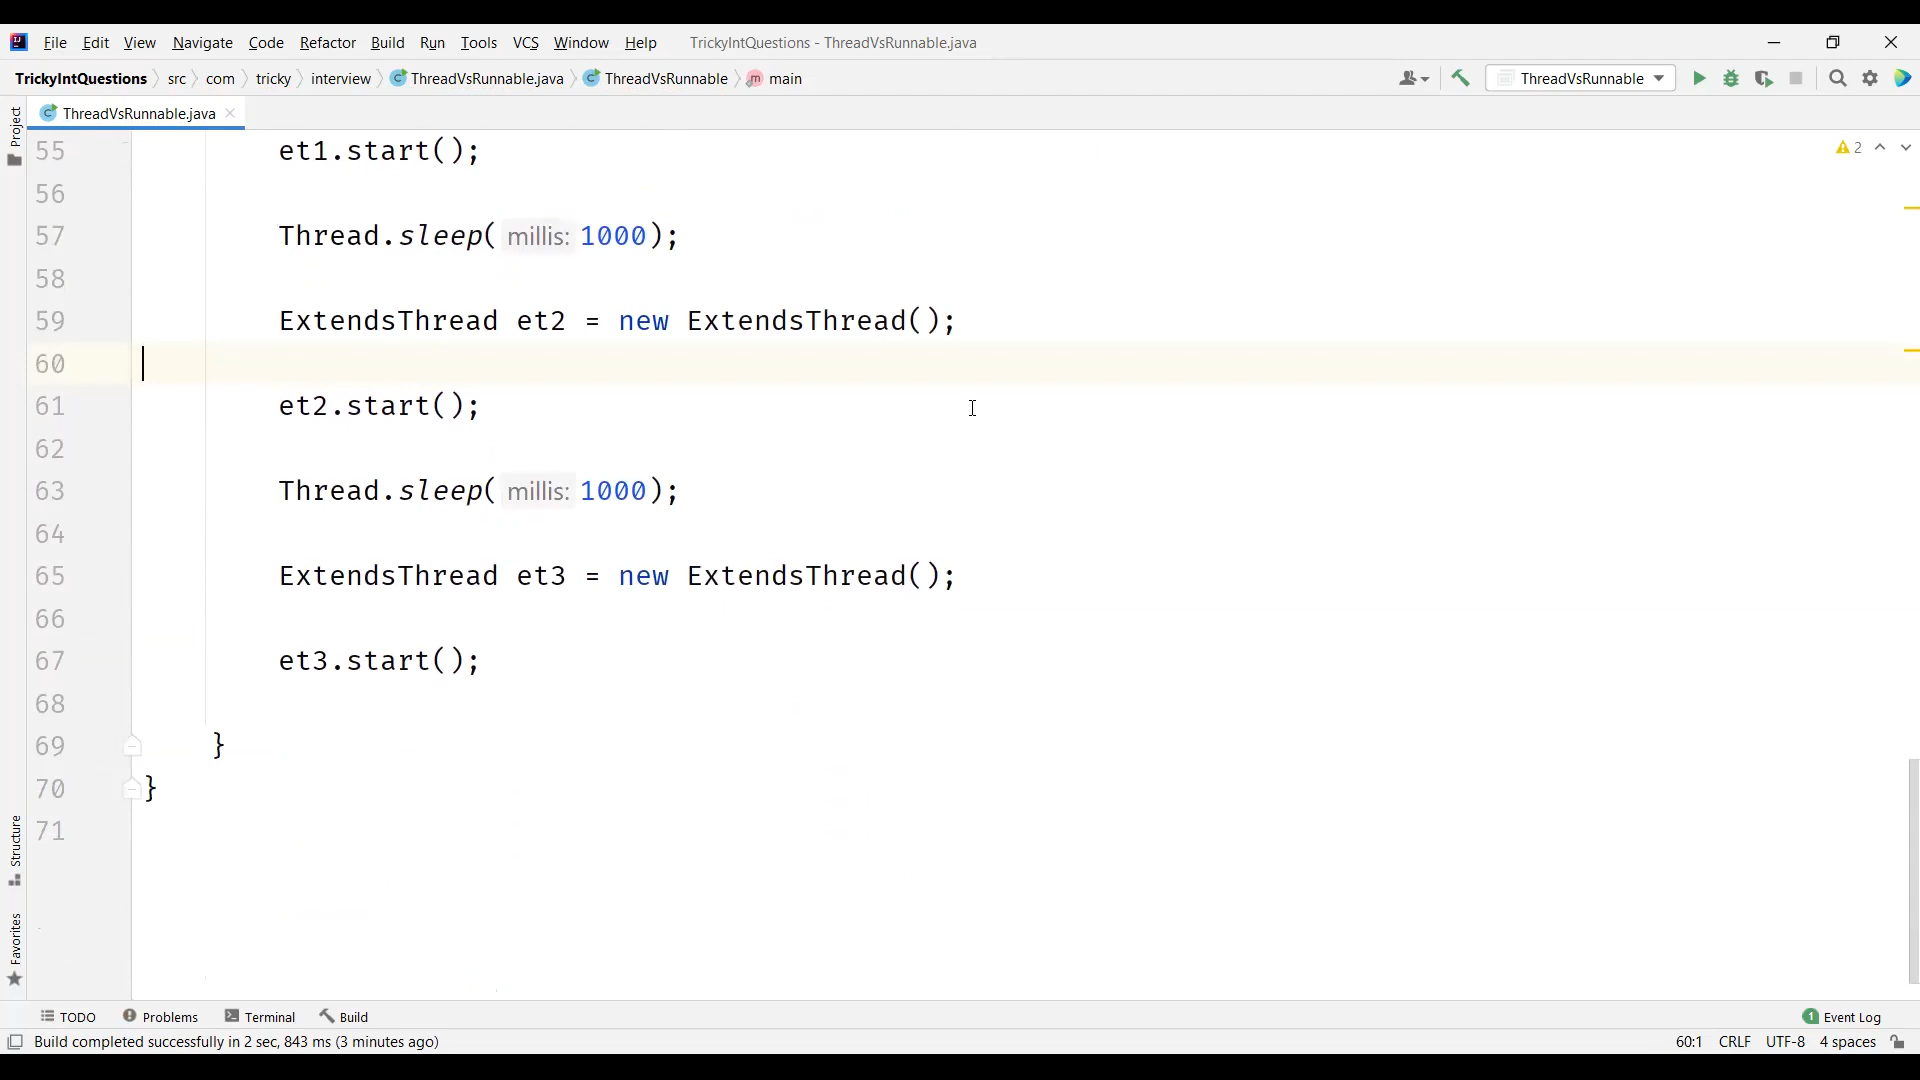 File Edit View Navigate Code Refactor Build Run Tools VCS Window Help TrickyIntQuestions - ThreadVsRunnable.java
TrickyIntQuestions src com tricky interview ThreadVsRunnable.java ThreadVsRunnable main ThreadVsRunnable
ThreadVsRunnable.java
Project
55 et1.start();
2
56
57 Thread.sleep( millis: 1000);
58
59 ExtendsThread et2 = new ExtendsThread();
60
61 et2.start();
62
63 Thread.sleep( millis: 1000);
64
65 ExtendsThread et3 = new ExtendsThread();
66
67 et3.start();
68
69 }
70 }
71
Structure
Favorites
TODO Problems Terminal Build 1 Event Log
Build completed successfully in 2 sec, 843 ms (3 minutes ago) 60:1 CRLF UTF-8 4 spaces